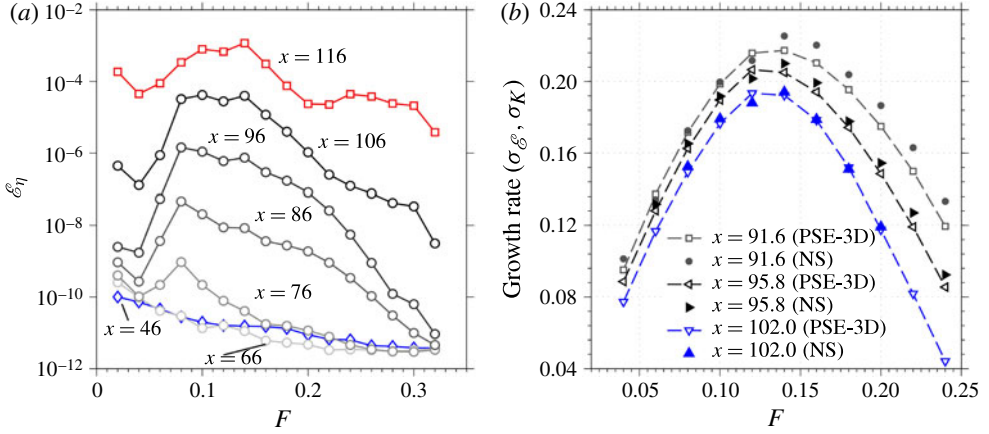 (a)
10−2
10−4
10−6
10−8
10−10
10−12
ℰη
x = 116
x = 106
x = 96
x = 86
x = 76
x = 46
x = 66
0 0.1 0.2 0.3
F
(b)
0.24
0.20
0.16
0.12
0.08
0.04
Growth rate (σℰ, σK)
x = 91.6 (PSE-3D)
x = 91.6 (NS)
x = 95.8 (PSE-3D)
x = 95.8 (NS)
x = 102.0 (PSE-3D)
x = 102.0 (NS)
0.05 0.10 0.15 0.20 0.25
F